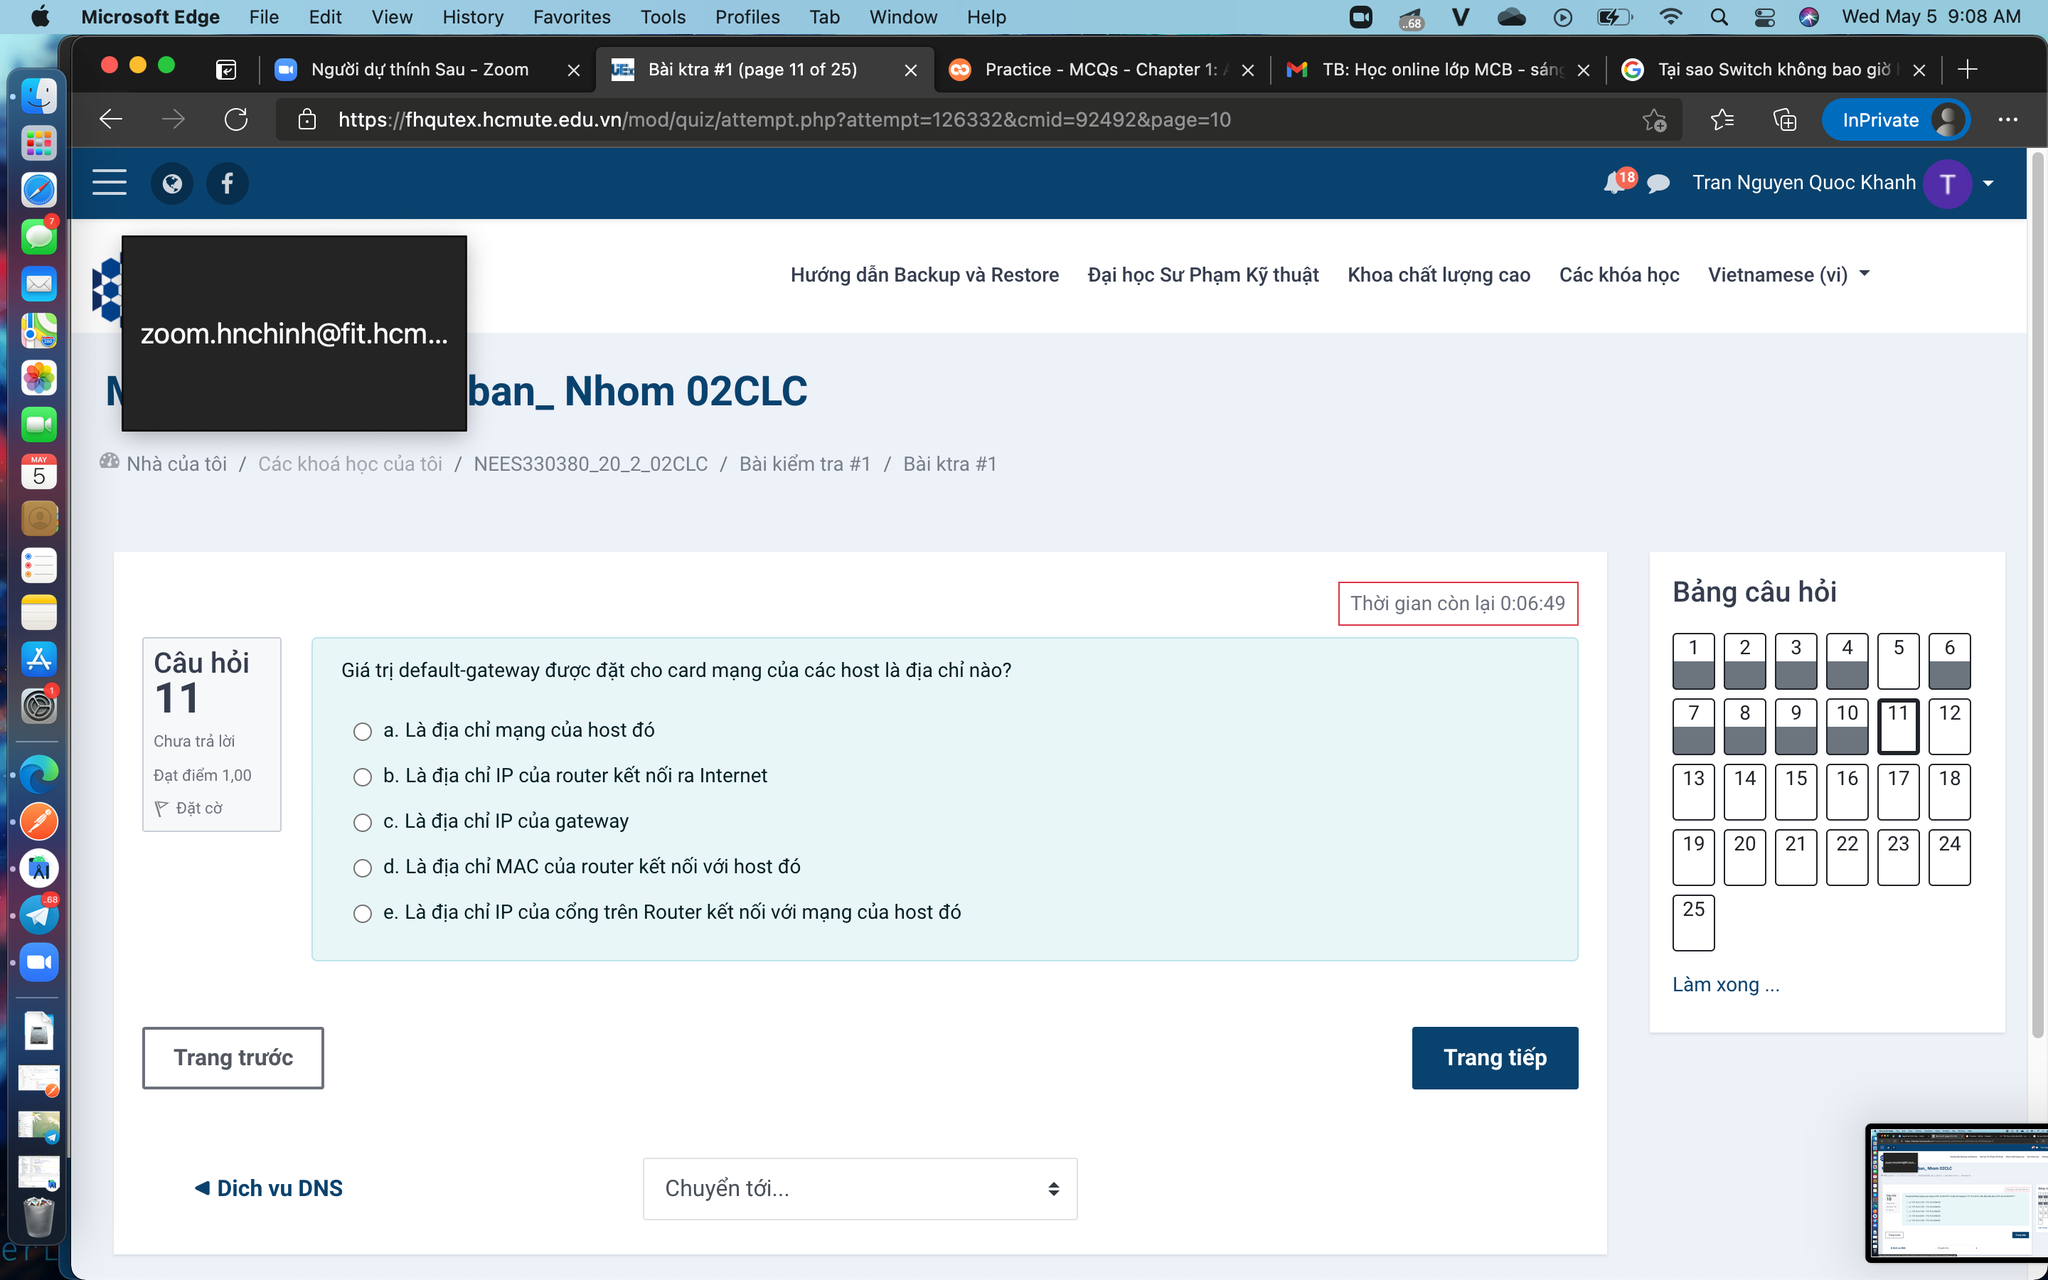 Microsoft Edge File Edit View History Favorites Tools Profiles Tab Window Help
..68
Wed May 5 9:08 AM
Người dự thính Sau - Zoom
Bài ktra #1 (page 11 of 25)
Practice - MCQs - Chapter 1:
TB: Học online lớp MCB - sáng
Tại sao Switch không bao giờ
https://fhqutex.hcmute.edu.vn/mod/quiz/attempt.php?attempt=126332&cmid=92492&page=10
InPrivate
18
Tran Nguyen Quoc Khanh
T
zoom.hnchinh@fit.hcm...
Hướng dẫn Backup và Restore
Đại học Sư Phạm Kỹ thuật
Khoa chất lượng cao
Các khóa học
Vietnamese (vi)
ban_ Nhom 02CLC
Nhà của tôi / Các khoá học của tôi / NEES330380_20_2_02CLC / Bài kiểm tra #1 / Bài ktra #1
Thời gian còn lại 0:06:49
Câu hỏi
11
Chưa trả lời
Đạt điểm 1,00
Đặt cờ
Giá trị default-gateway được đặt cho card mạng của các host là địa chỉ nào?
a. Là địa chỉ mạng của host đó
b. Là địa chỉ IP của router kết nối ra Internet
c. Là địa chỉ IP của gateway
d. Là địa chỉ MAC của router kết nối với host đó
e. Là địa chỉ IP của cổng trên Router kết nối với mạng của host đó
Bảng câu hỏi
1 2 3 4 5 6
7 8 9 10 11 12
13 14 15 16 17 18
19 20 21 22 23 24
25
Làm xong ...
Trang trước
Trang tiếp
Dich vu DNS
Chuyển tới...
7
MAY
5
1
..68